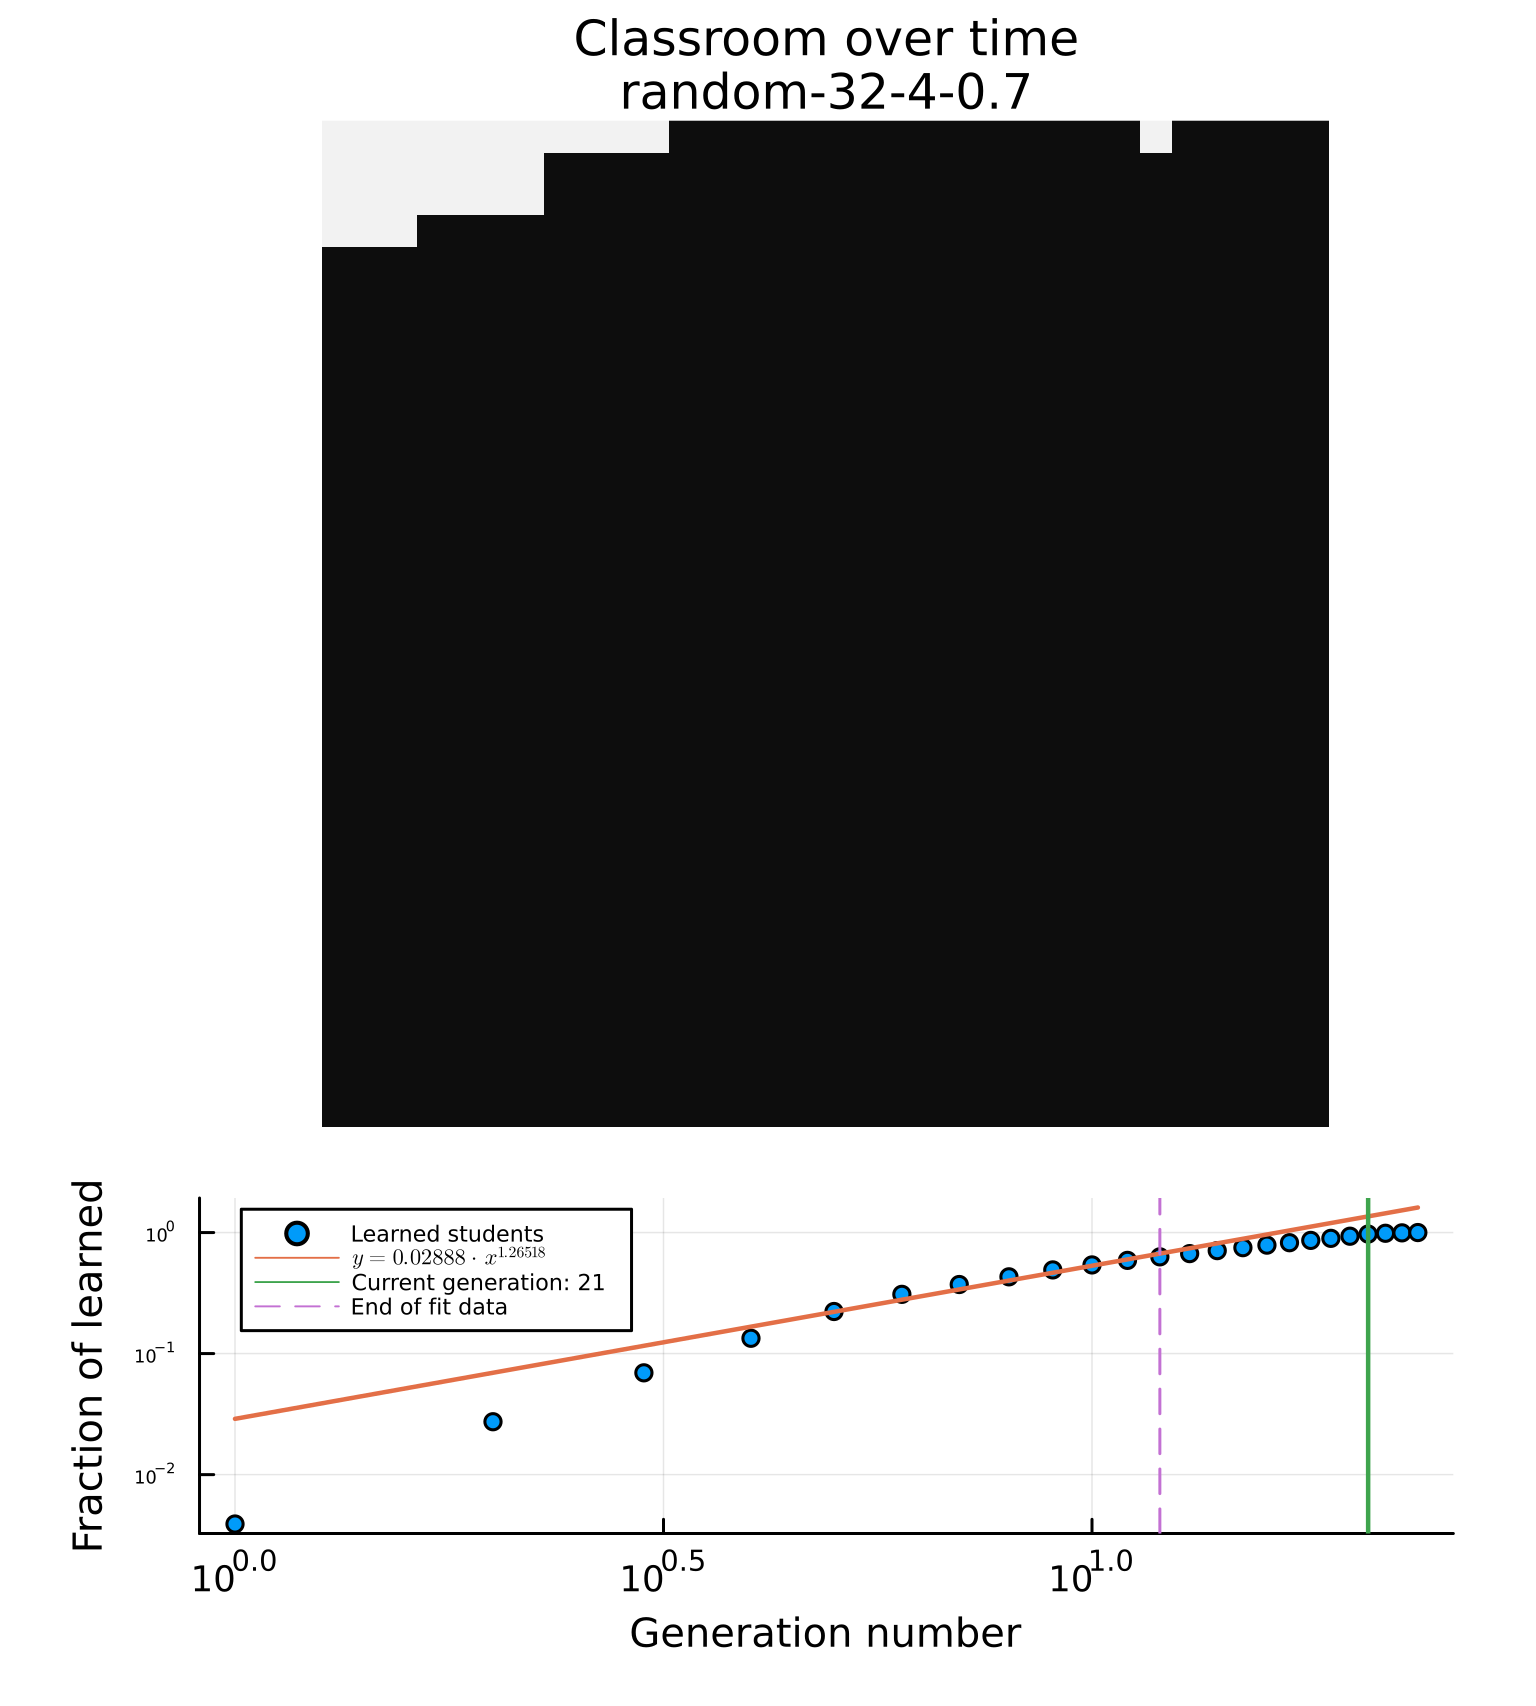 Classroom over time
random-32-4-0.7
Fraction of learned
10^0
10^-1
10^-2
Learned students
y = 0.02888 · x^1.26518
Current generation: 21
End of fit data
10^0.0 10^0.5 10^1.0
Generation number